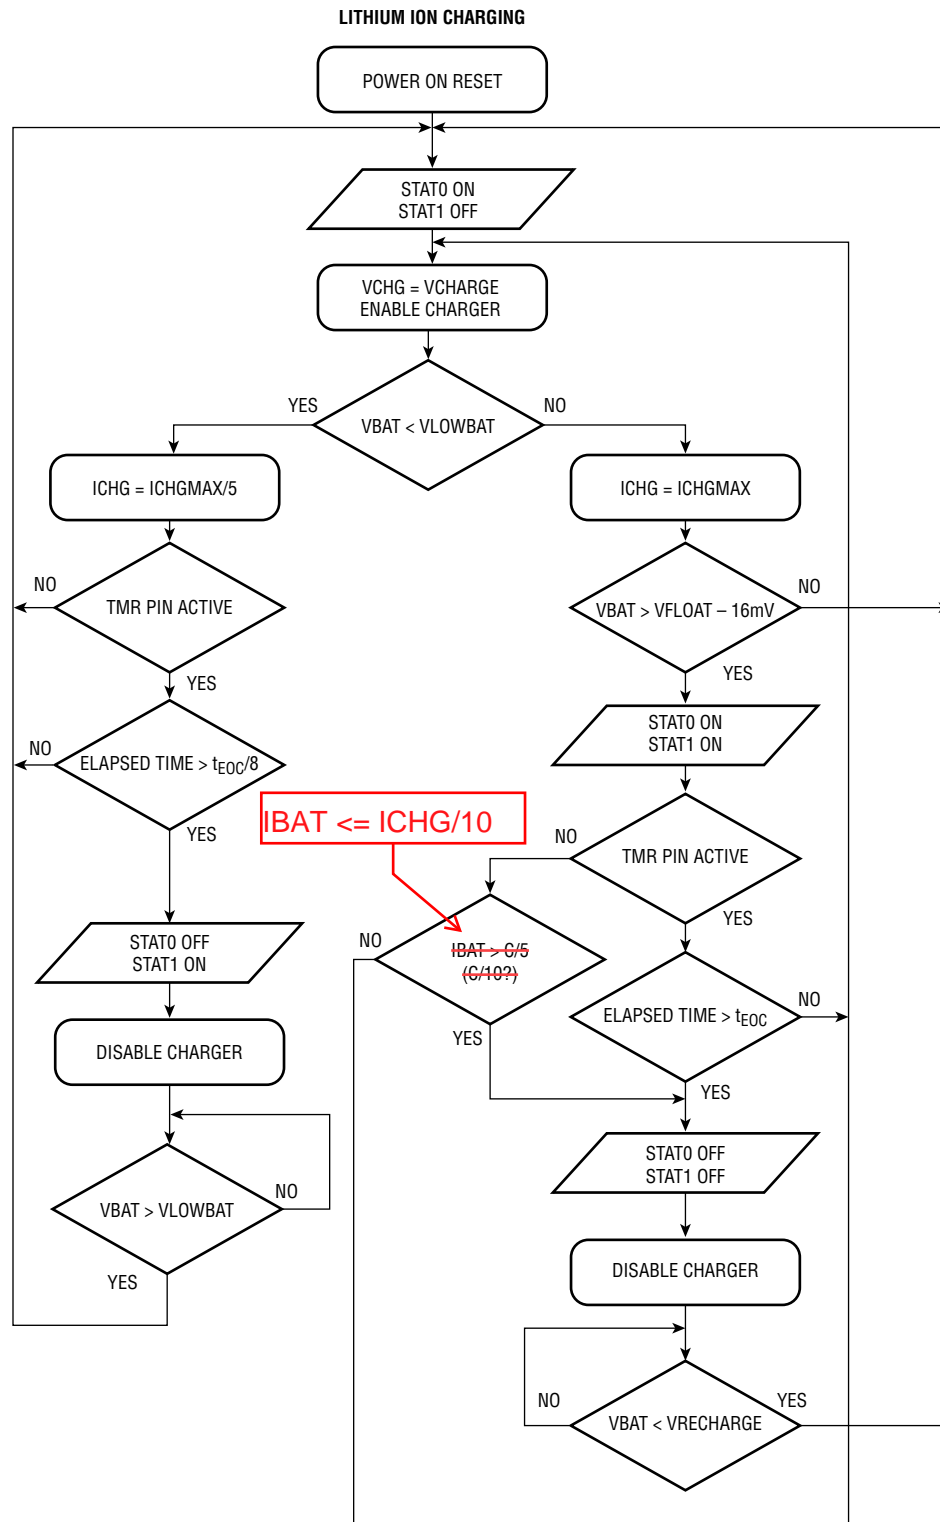 LITHIUM ION CHARGING
POWER ON RESET
STAT0 ON
STAT1 OFF
VCHG = VCHARGE
ENABLE CHARGER
VBAT < VLOWBAT
YES
NO
ICHG = ICHGMAX/5
ICHG = ICHGMAX
TMR PIN ACTIVE
NO
YES
VBAT > VFLOAT – 16mV
NO
YES
ELAPSED TIME > tEOC/8
NO
YES
STAT0 ON
STAT1 ON
IBAT <= ICHG/10
TMR PIN ACTIVE
NO
YES
IBAT > C/5
(C/10?)
NO
YES
ELAPSED TIME > tEOC
NO
YES
STAT0 OFF
STAT1 ON
DISABLE CHARGER
VBAT > VLOWBAT
NO
YES
STAT0 OFF
STAT1 OFF
DISABLE CHARGER
VBAT < VRECHARGE
NO
YES